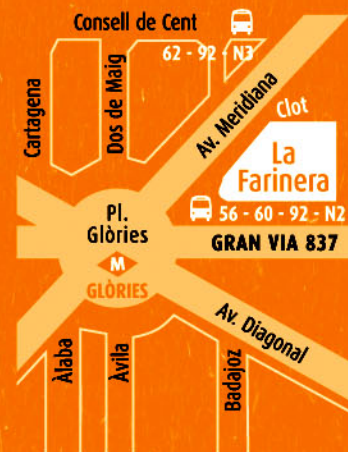 Consell de Cent
62 - 92 - N3
Cartagena
Dos de Maig
Av. Meridiana
Clot
La
Farinera
56 - 60 - 92 - N2
Pl.
Glòries
GRAN VIA 837
M
GLÒRIES
Av. Diagonal
Àlaba
Àvila
Badajoz